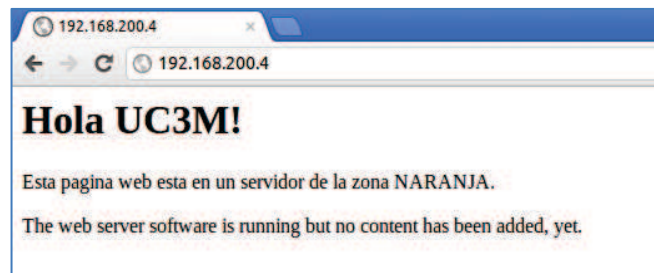 192.168.200.4
192.168.200.4
Hola UC3M!
Esta pagina web esta en un servidor de la zona NARANJA.
The web server software is running but no content has been added, yet.